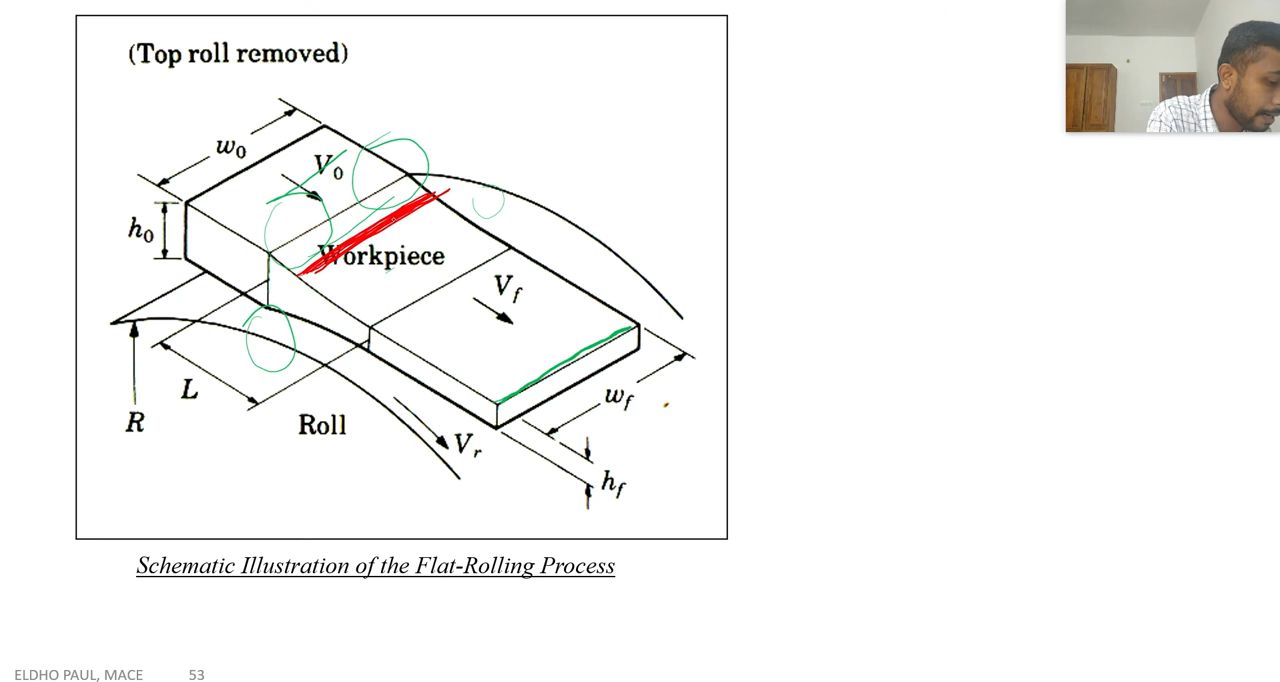 (Top roll removed)
w0
V0
h0
Workpiece
Vf
L
wf
R
Roll
Vr
hf
Schematic Illustration of the Flat-Rolling Process
ELDHO PAUL, MACE 53